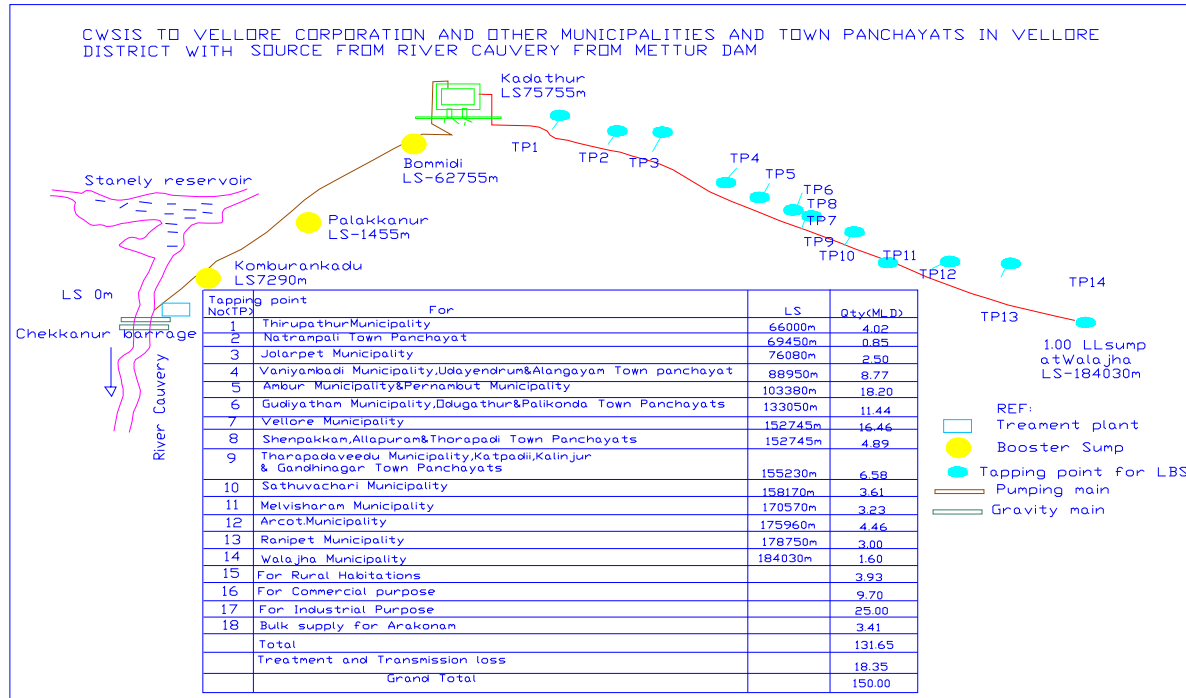 CWSIS TO VELLORE CORPORATION AND OTHER MUNICIPALITIES AND TOWN PANCHAYATS IN VELLORE
DISTRICT WITH SOURCE FROM RIVER CAUVERY FROM METTUR DAM
Kadathur
LS75755m
TP1
TP2
TP3
TP4
TP5
TP6
TP8
TP7
TP9
TP10
TP11
TP12
TP13
TP14
Bommidi
LS-62755m
Stanely reservoir
Palakkanur
LS-1455m
Komburankadu
LS7290m
LS 0m
Chekkanur barrage
River Cauvery
1.00 LLsump
atWalajha
LS-184030m
REF:
Treament plant
Booster Sump
Tapping point for LBS
Pumping main
Gravity main
Tapping point
No(TP) For LS Qty(MLD)
1 ThirupathurMunicipality 66000m 4.02
2 Natrampali Town Panchayat 69450m 0.85
3 Jolarpet Municipality 76080m 2.50
4 Vaniyambadi Municipality,Udayendrum&Alangayam Town panchayat 88950m 8.77
5 Ambur Municipality&Pernambut Municipality 103380m 18.20
6 Gudiyatham Municipality,Odugathur&Palikonda Town Panchayats 133050m 11.44
7 Vellore Municipality 152745m 16.46
8 Shenpakkam,Allapuram&Thorapadi Town Panchayats 152745m 4.89
9 Tharapadaveedu Municipality,Katpadii,Kalinjur
& Gandhinagar Town Panchayats 155230m 6.58
10 Sathuvachari Municipality 158170m 3.61
11 Melvisharam Municipality 170570m 3.23
12 Arcot.Municipality 175960m 4.46
13 Ranipet Municipality 178750m 3.00
14 Walajha Municipality 184030m 1.60
15 For Rural Habitations 3.93
16 For Commercial purpose 9.70
17 For Industrial Purpose 25.00
18 Bulk supply for Arakonam 3.41
Total 131.65
Treatment and Transmission loss 18.35
Grand Total 150.00